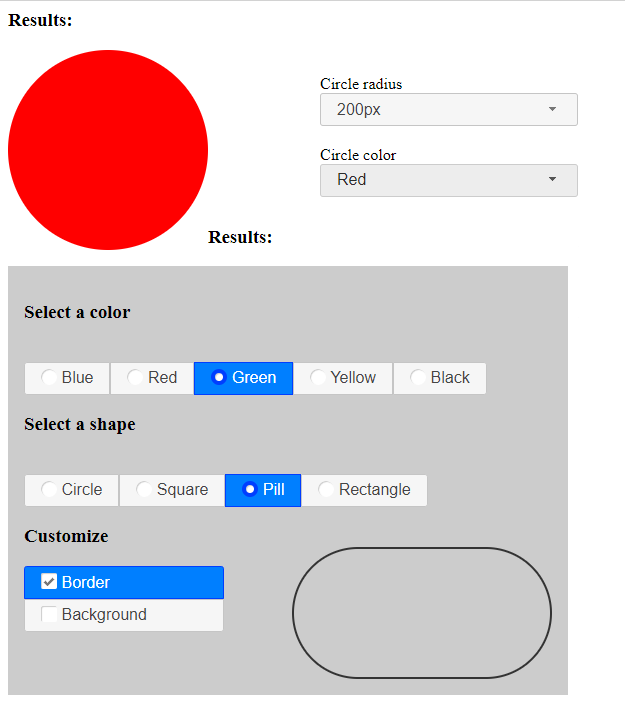 Results:
Circle radius
200px
Circle color
Red
Results:
Select a color
Blue Red Green Yellow Black
Select a shape
Circle Square Pill Rectangle
Customize
Border
Background